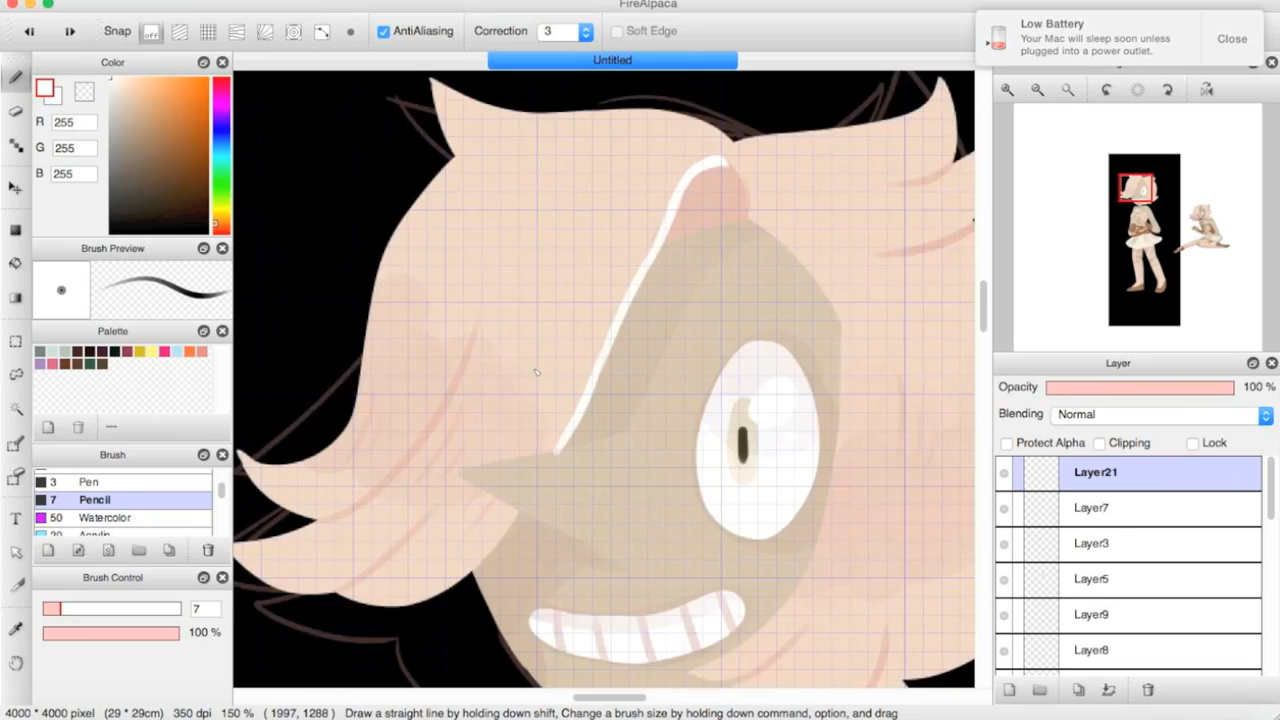 FireAlpaca
Snap
off
AntiAliasing
Correction
3
Soft Edge
Low Battery
Your Mac will sleep soon unless
plugged into a power outlet.
Close
Color
Untitled
R
255
G
255
B
255
Brush Preview
Palette
Layer
Opacity
100 %
Blending
Normal
Protect Alpha
Clipping
Lock
Brush
3 Pen
7 Pencil
50 Watercolor
Layer21
Layer7
Layer3
Layer5
Layer9
Layer8
Brush Control
7
100 %
T
4000 * 4000 pixel (29 * 29cm) 350 dpi 150 % ( 1997, 1288 ) Draw a straight line by holding down shift, Change a brush size by holding down command, option, and drag